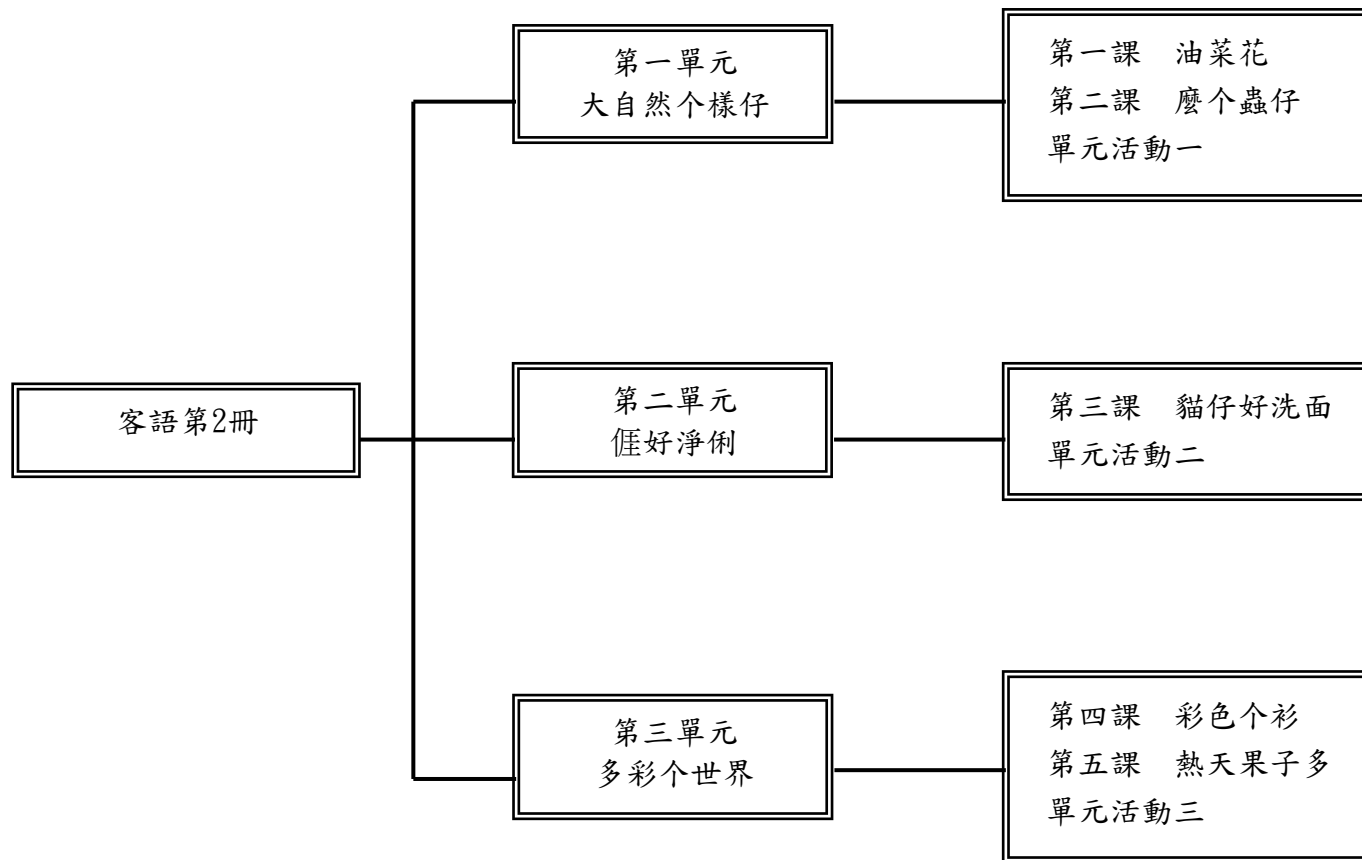 客語第2冊
第一單元
大自然个樣仔
第一課　油菜花
第二課　麼个蟲仔
單元活動一
第二單元
𠊎好淨俐
第三課　貓仔好洗面
單元活動二
第三單元
多彩个世界
第四課　彩色个衫
第五課　熱天果子多
單元活動三